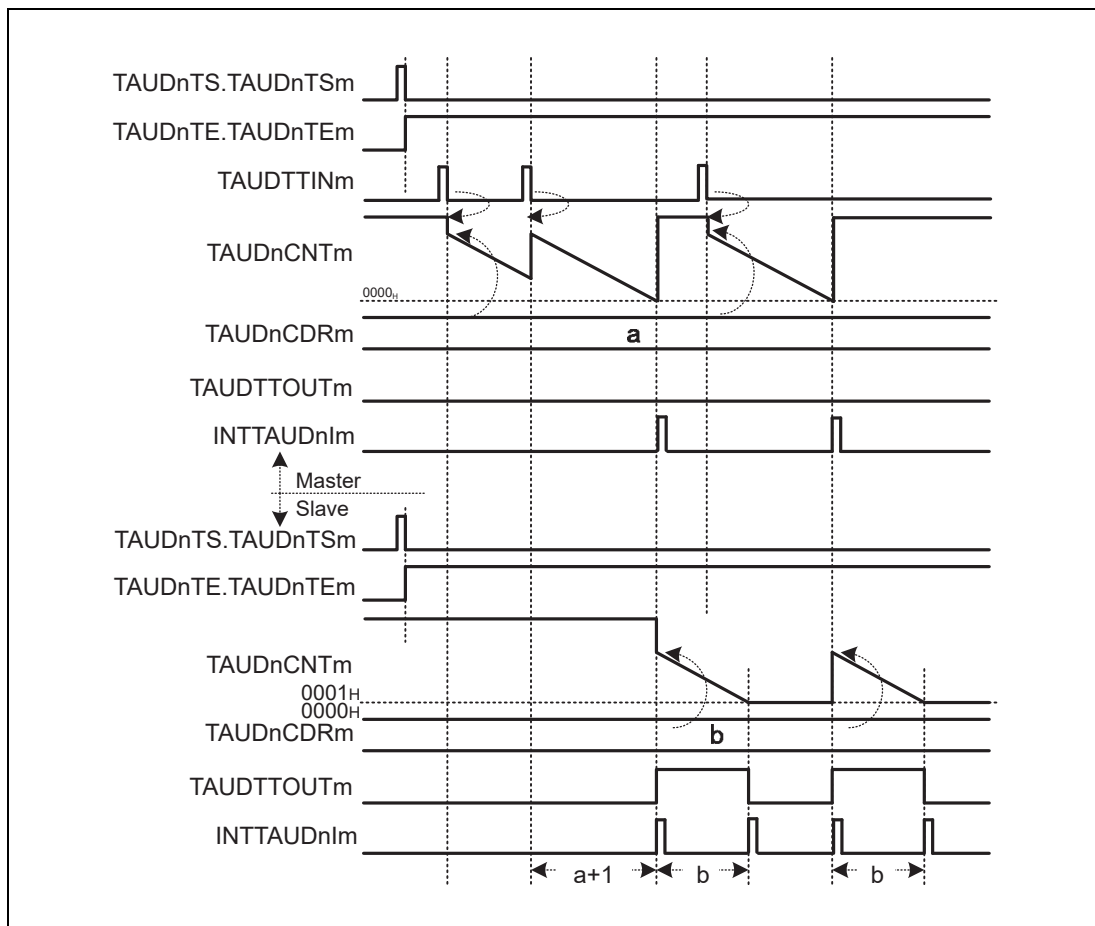 TAUDnTS.TAUDnTSm
TAUDnTE.TAUDnTEm
TAUDTTINm
TAUDnCNTm
0000H
TAUDnCDRm
a
TAUDTTOUTm
INTTAUDnIm
Master
Slave
TAUDnTS.TAUDnTSm
TAUDnTE.TAUDnTEm
TAUDnCNTm
0001H
0000H
TAUDnCDRm
b
TAUDTTOUTm
INTTAUDnIm
a+1 b b